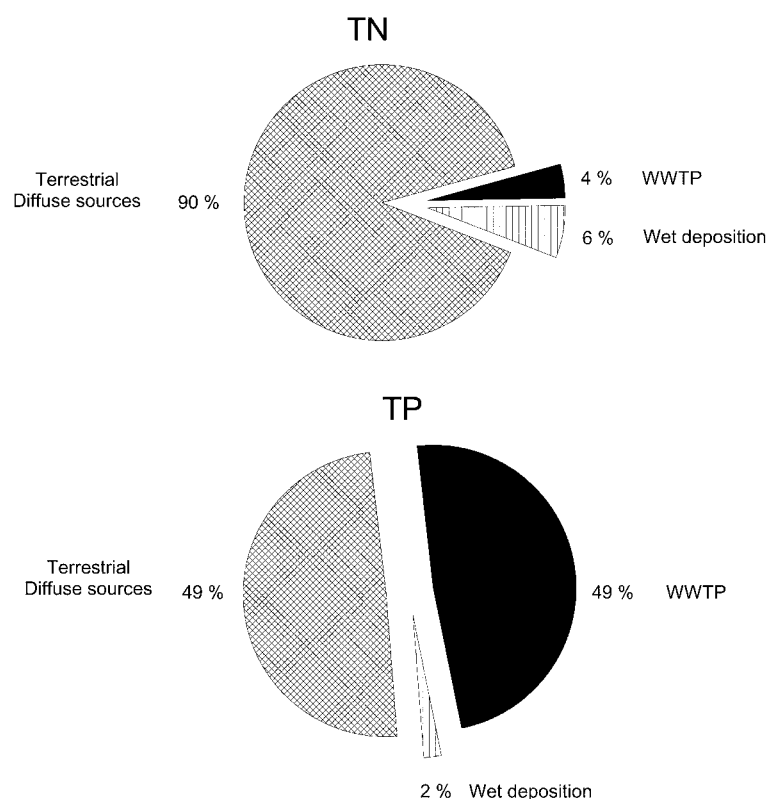 TN
Terrestrial
Diffuse sources
90 %
4 % WWTP
6 % Wet deposition
TP
Terrestrial
Diffuse sources
49 %
49 % WWTP
2 % Wet deposition